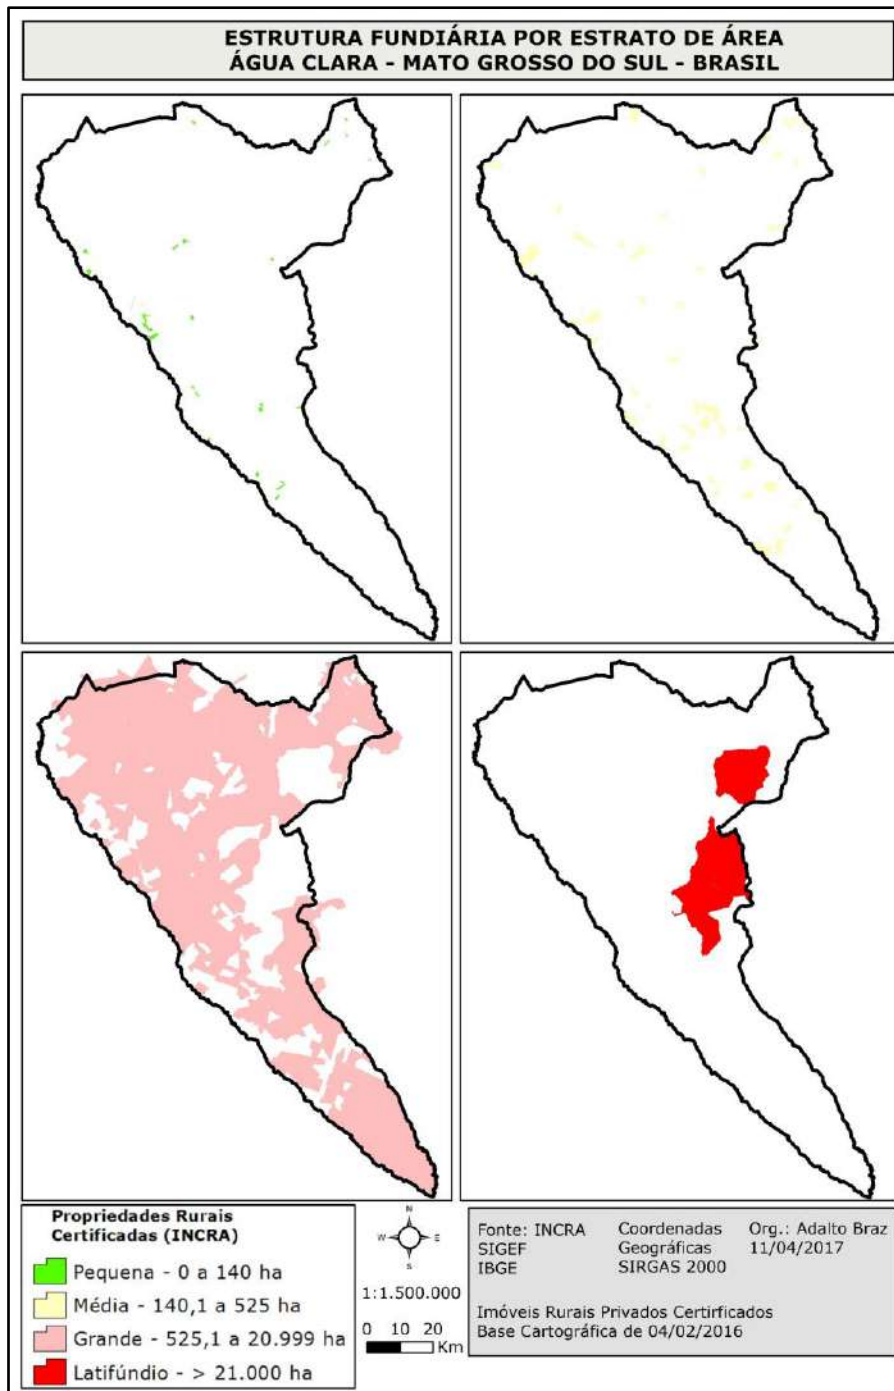 ESTRUTURA FUNDIÁRIA POR ESTRATO DE ÁREA
ÁGUA CLARA - MATO GROSSO DO SUL - BRASIL
Propriedades Rurais
Certificadas (INCRA)
Pequena - 0 a 140 ha
Média - 140,1 a 525 ha
Grande - 525,1 a 20.999 ha
Latifúndio - > 21.000 ha
N
W E
S
1:1.500.000
0 10 20
Km
Fonte: INCRA
SIGEF
IBGE
Coordenadas
Geográficas
SIRGAS 2000
Org.: Adalto Braz
11/04/2017
Imóveis Rurais Privados Certirficados
Base Cartográfica de 04/02/2016